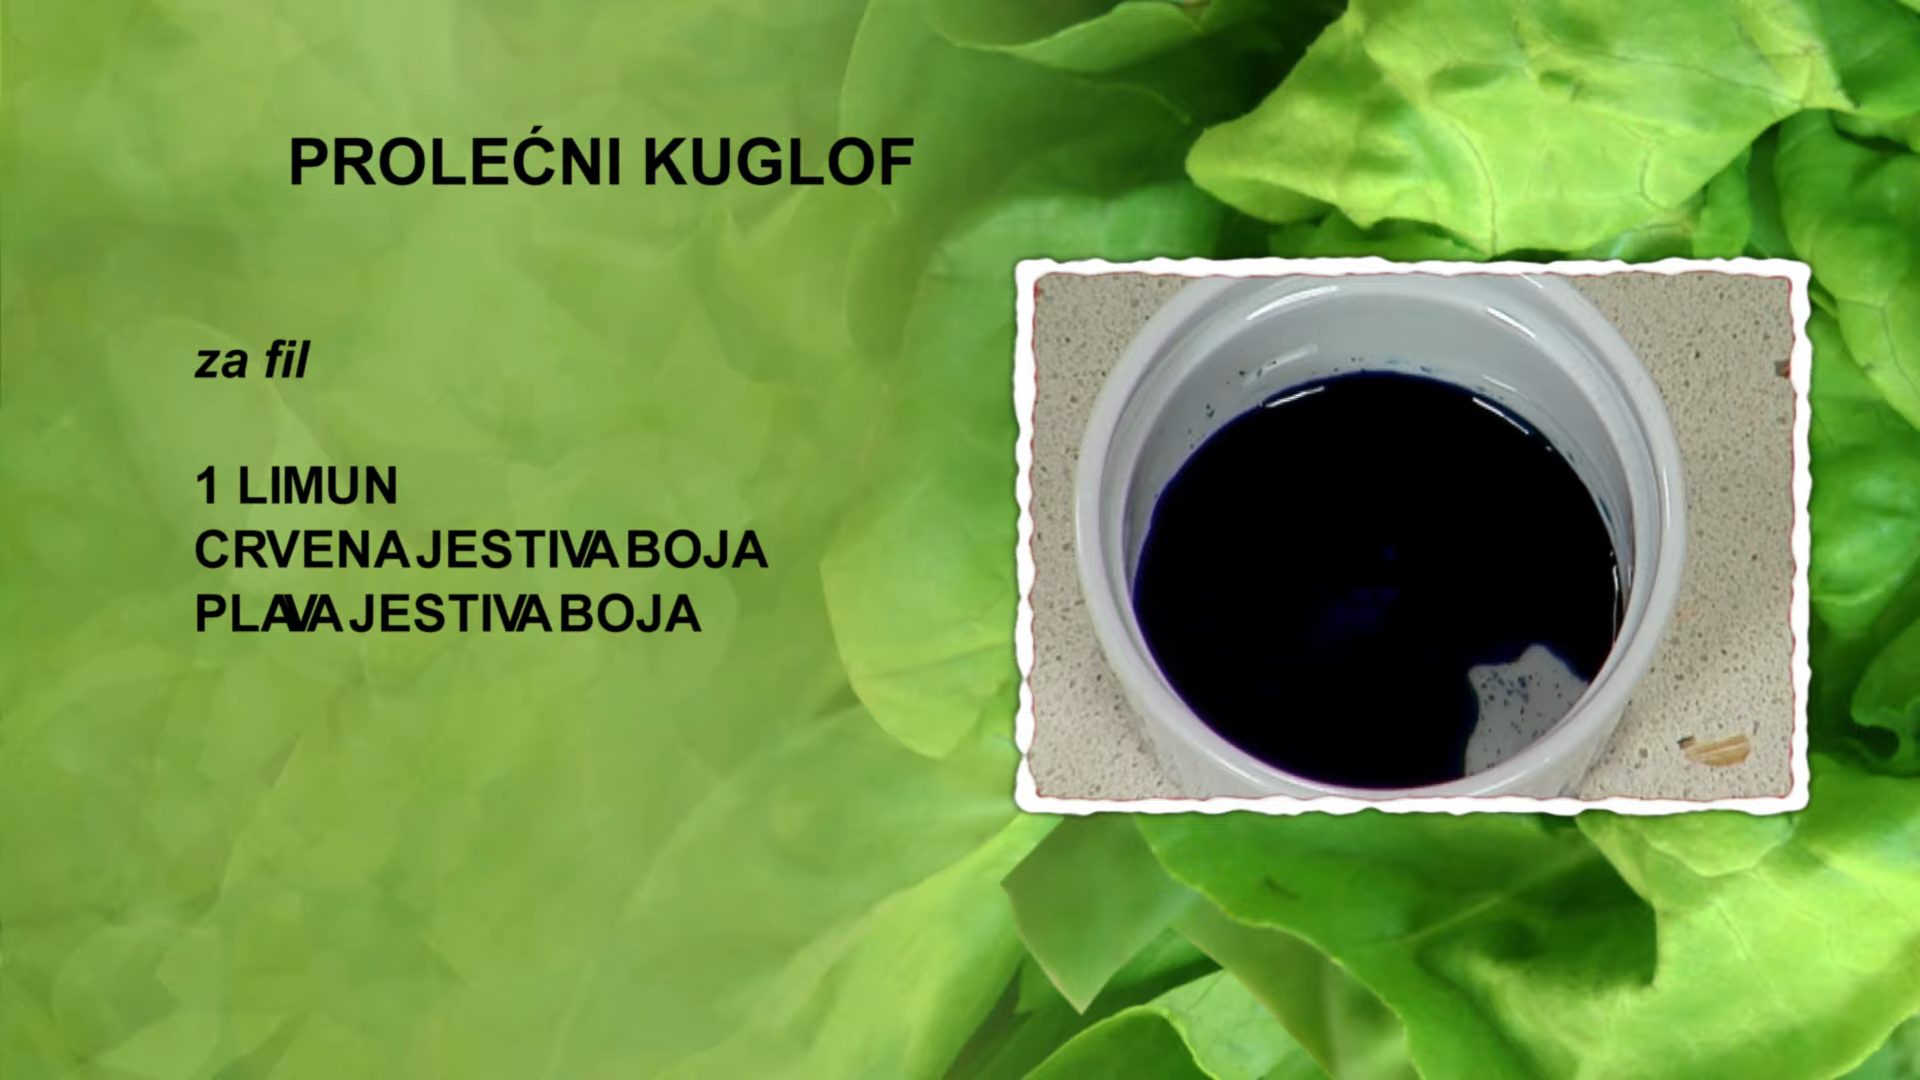 PROLEĆNI KUGLOF
za fil
1 LIMUN
CRVENA JESTIVA BOJA
PLAVA JESTIVA BOJA